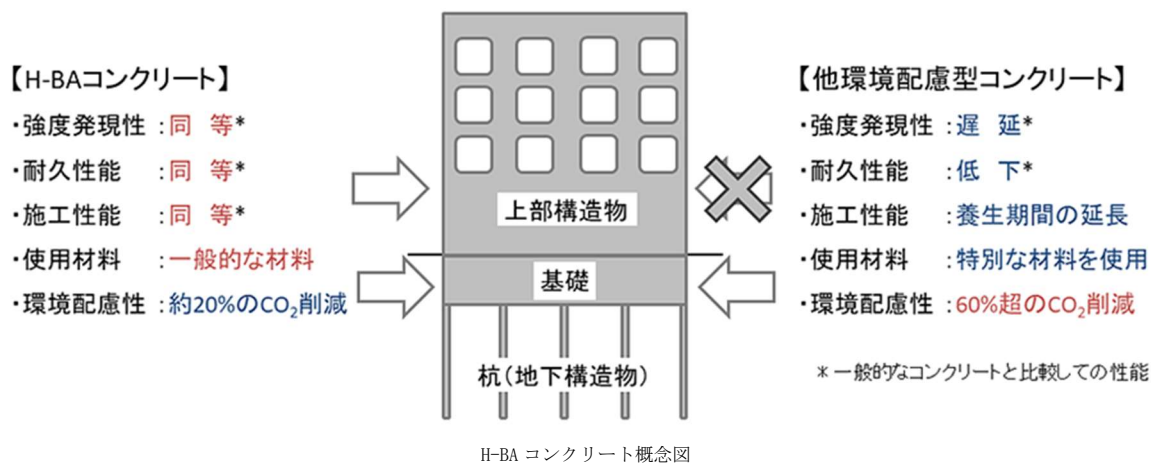 【H-BAコンクリート】
・強度発現性 :同 等*
・耐久性能 :同 等*
・施工性能 :同 等*
・使用材料 :一般的な材料
・環境配慮性 :約20%のCO₂削減
上部構造物
基礎
杭(地下構造物)
【他環境配慮型コンクリート】
・強度発現性 :遅 延*
・耐久性能 :低 下*
・施工性能 :養生期間の延長
・使用材料 :特別な材料を使用
・環境配慮性 :60%超のCO₂削減
*一般的なコンクリートと比較しての性能
H-BA コンクリート概念図